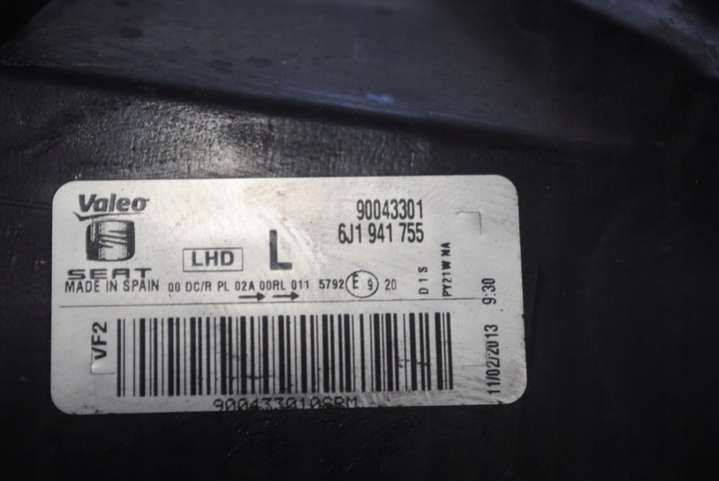 Valeo
90043301
6J1 941 755
LHD
L
SEAT
MADE IN SPAIN
00 DC/R PL 02A 00RL 011 5792 E 9 20
D1S
PY21W NA
11/02/2013 9:30
VF2
90043301